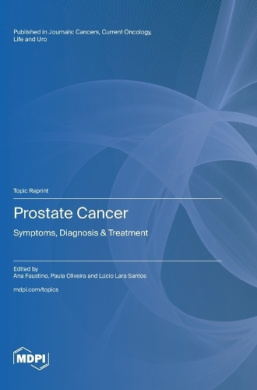 Published in Journals: Cancers, Current Oncology,
Life and Uro
Topic Reprint
Prostate Cancer
Symptoms, Diagnosis & Treatment
Edited by
Ana Faustino, Paula Oliveira and Lúcio Lara Santos
mdpi.com/topics
MDPI